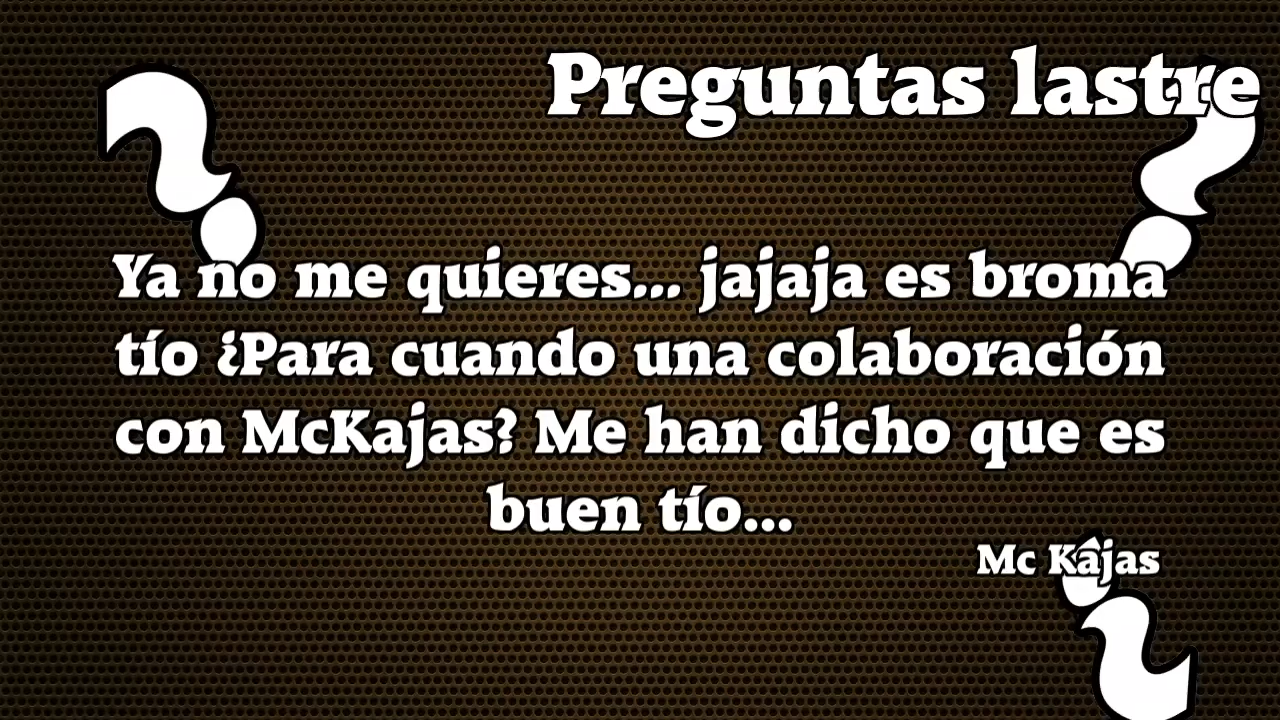 Preguntas lastre
Ya no me quieres... jajaja es broma
tío ¿Para cuando una colaboración
con McKajas? Me han dicho que es
buen tío...
Mc Kajas